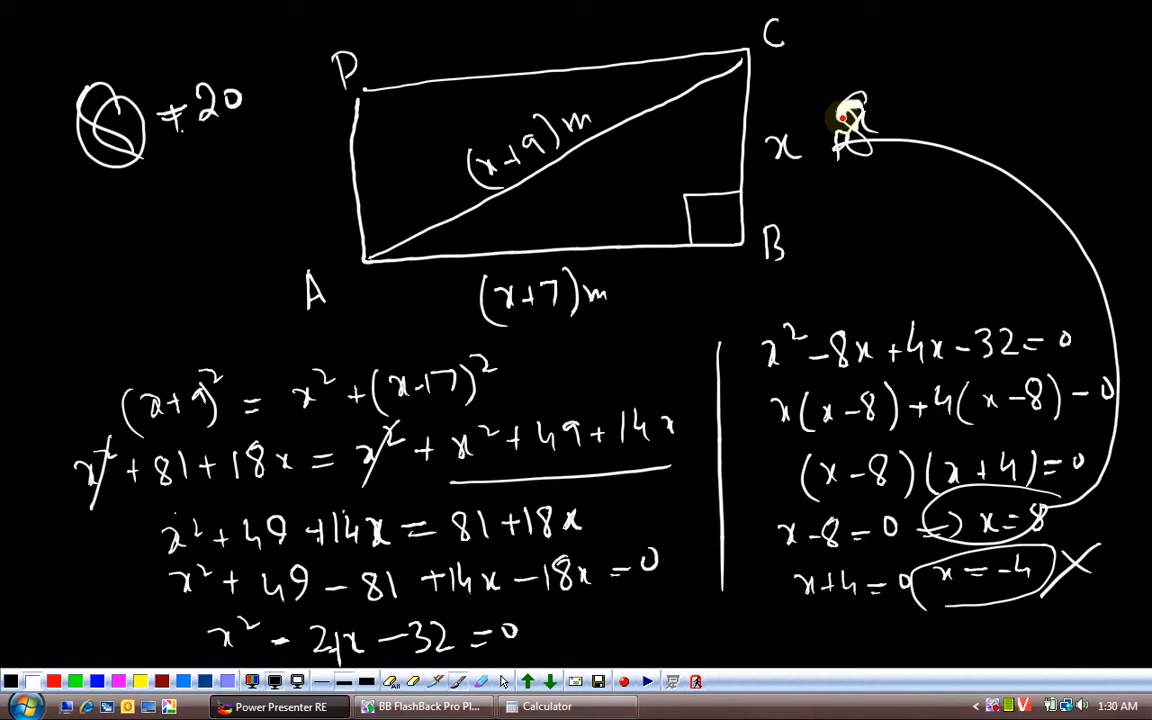 P
C
≠ 20
(x+9)m
x
B
A
(x+7)m
(x+9)² = x² + (x+17)²
x² + 81 + 18x = x² + x² + 49 + 14x
x² + 49 + 14x = 81 + 18x
x² + 49 - 81 + 14x - 18x = 0
x² - 4x - 32 = 0
x² - 8x + 4x - 32 = 0
x(x-8) + 4(x-8) - 0
(x-8)(x+4) = 0
x-8 = 0 => x = 8
x+4 = 0 x = -4
Power Presenter RE
BB FlashBack Pro Pl...
Calculator
1:30 AM